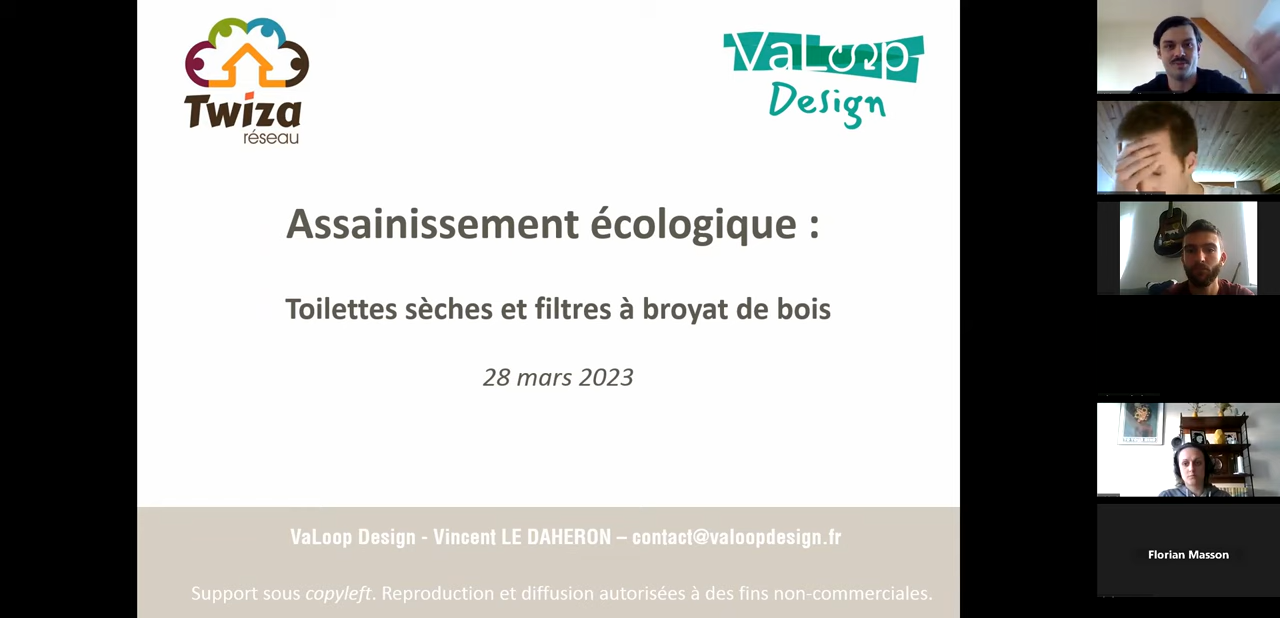 Twiza
réseau
VaLoop
Design
Assainissement écologique :
Toilettes sèches et filtres à broyat de bois
28 mars 2023
VaLoop Design - Vincent LE DAHERON – contact@valoopdesign.fr
Support sous copyleft. Reproduction et diffusion autorisées à des fins non-commerciales.
Florian Masson